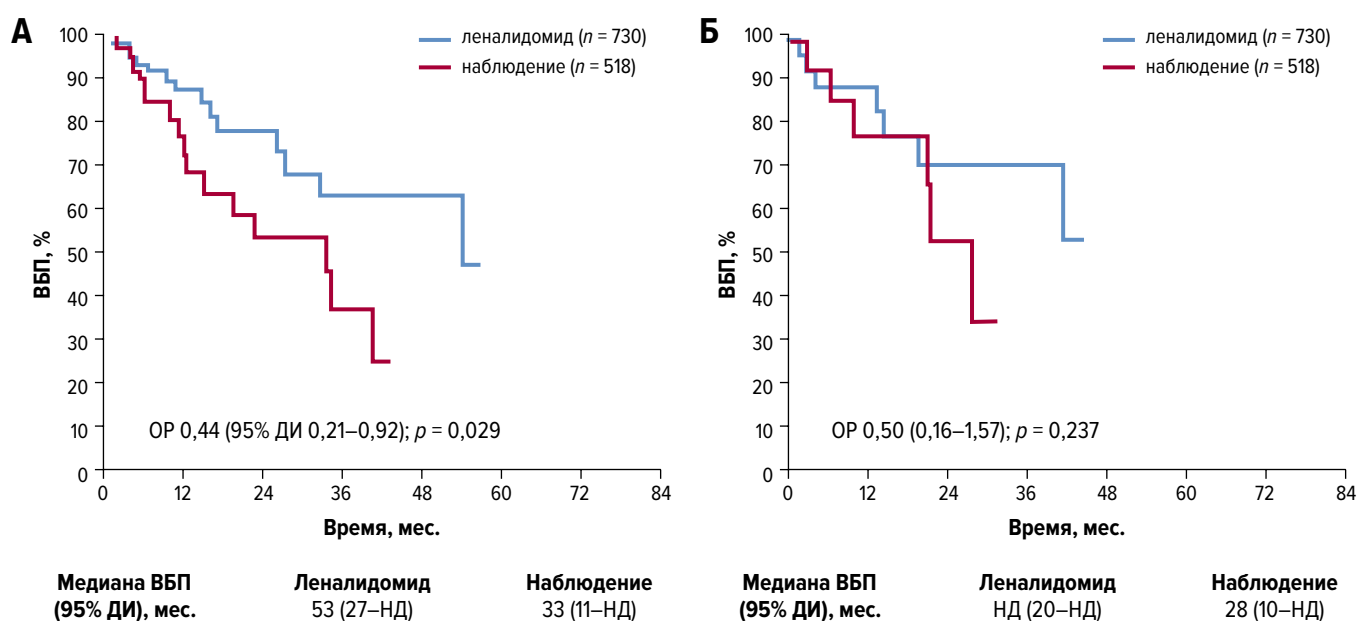 А
леналидомид (n = 730)
наблюдение (n = 518)
ВБП, %
100
90
80
70
60
50
40
30
20
10
0
ОР 0,44 (95% ДИ 0,21–0,92); p = 0,029
0 12 24 36 48 60 72 84
Время, мес.
Медиана ВБП Леналидомид Наблюдение
(95% ДИ), мес. 53 (27–НД) 33 (11–НД)
Б
леналидомид (n = 730)
наблюдение (n = 518)
ВБП, %
100
90
80
70
60
50
40
30
20
10
0
ОР 0,50 (0,16–1,57); p = 0,237
0 12 24 36 48 60 72 84
Время, мес.
Медиана ВБП Леналидомид Наблюдение
(95% ДИ), мес. НД (20–НД) 28 (10–НД)